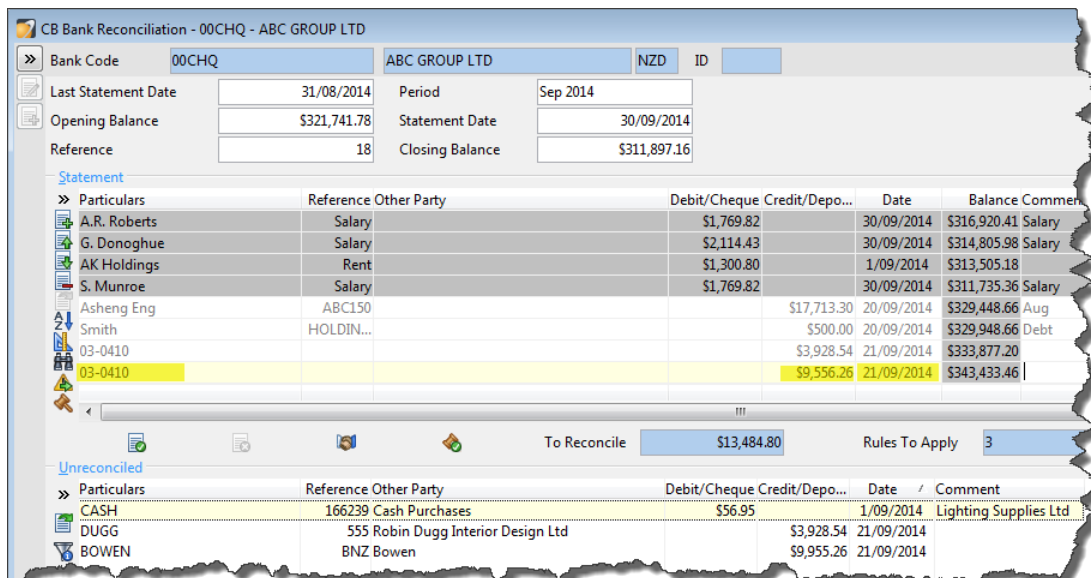 CB Bank Reconciliation - 00CHQ - ABC GROUP LTD
Bank Code 00CHQ ABC GROUP LTD NZD ID
Last Statement Date 31/08/2014 Period Sep 2014
Opening Balance $321,741.78 Statement Date 30/09/2014
Reference 18 Closing Balance $311,897.16
Statement
Particulars Reference Other Party Debit/Cheque Credit/Depo... Date Balance Commen
A.R. Roberts Salary $1,769.82 30/09/2014 $316,920.41 Salary
G. Donoghue Salary $2,114.43 30/09/2014 $314,805.98 Salary
AK Holdings Rent $1,300.80 1/09/2014 $313,505.18
S. Munroe Salary $1,769.82 30/09/2014 $311,735.36 Salary
Asheng Eng ABC150 $17,713.30 20/09/2014 $329,448.66 Aug
Smith HOLDIN... $500.00 20/09/2014 $329,948.66 Debt
03-0410 $3,928.54 21/09/2014 $333,877.20
03-0410 $9,556.26 21/09/2014 $343,433.46
To Reconcile $13,484.80 Rules To Apply 3
Unreconciled
Particulars Reference Other Party Debit/Cheque Credit/Depo... Date Comment
CASH 166239 Cash Purchases $56.95 1/09/2014 Lighting Supplies Ltd
DUGG 555 Robin Dugg Interior Design Ltd $3,928.54 21/09/2014
BOWEN BNZ Bowen $9,955.26 21/09/2014